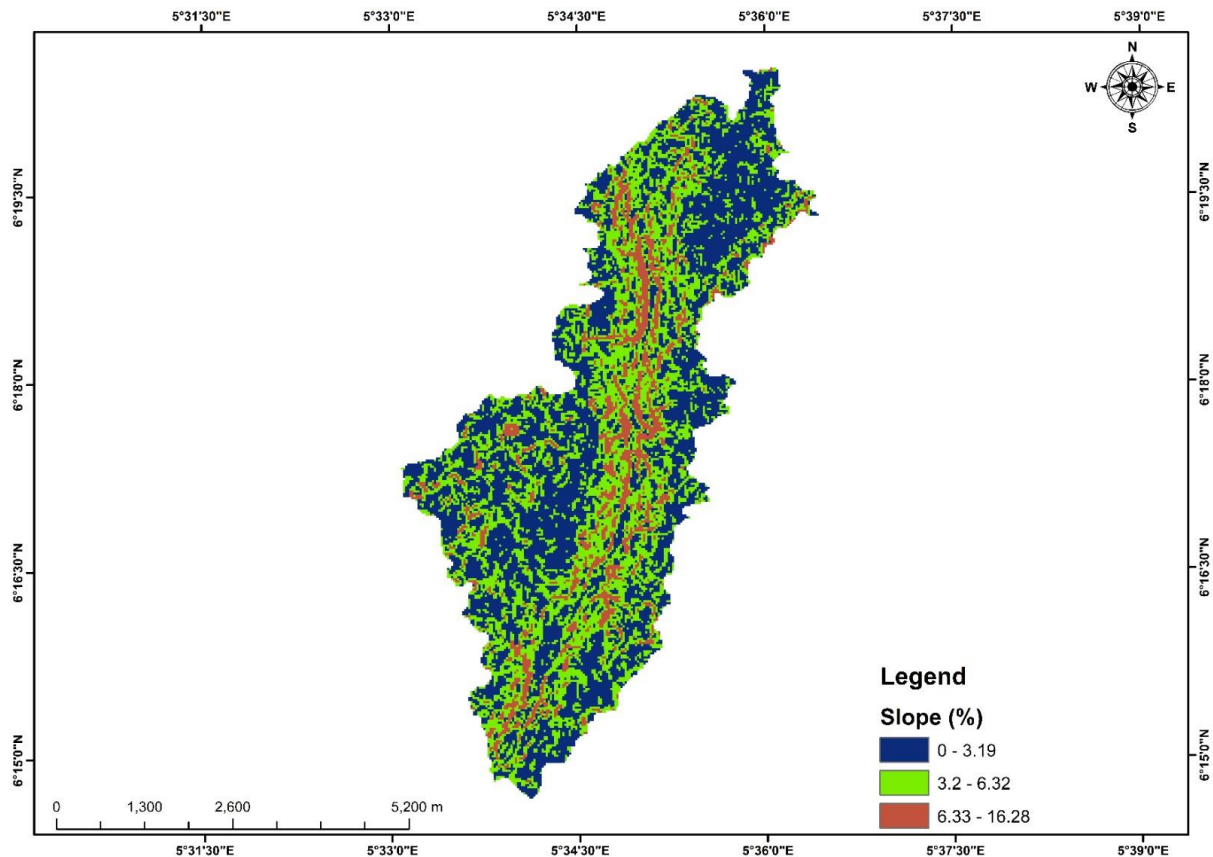 5°31'30"E 5°33'0"E 5°34'30"E 5°36'0"E 5°37'30"E 5°39'0"E
N
W E
S
6°19'30"N 6°19'30"N
6°18'0"N 6°18'0"N
6°16'30"N 6°16'30"N
6°15'0"N 6°15'0"N
Legend
Slope (%)
0 - 3.19
3.2 - 6.32
6.33 - 16.28
0 1,300 2,600 5,200 m
5°31'30"E 5°33'0"E 5°34'30"E 5°36'0"E 5°37'30"E 5°39'0"E